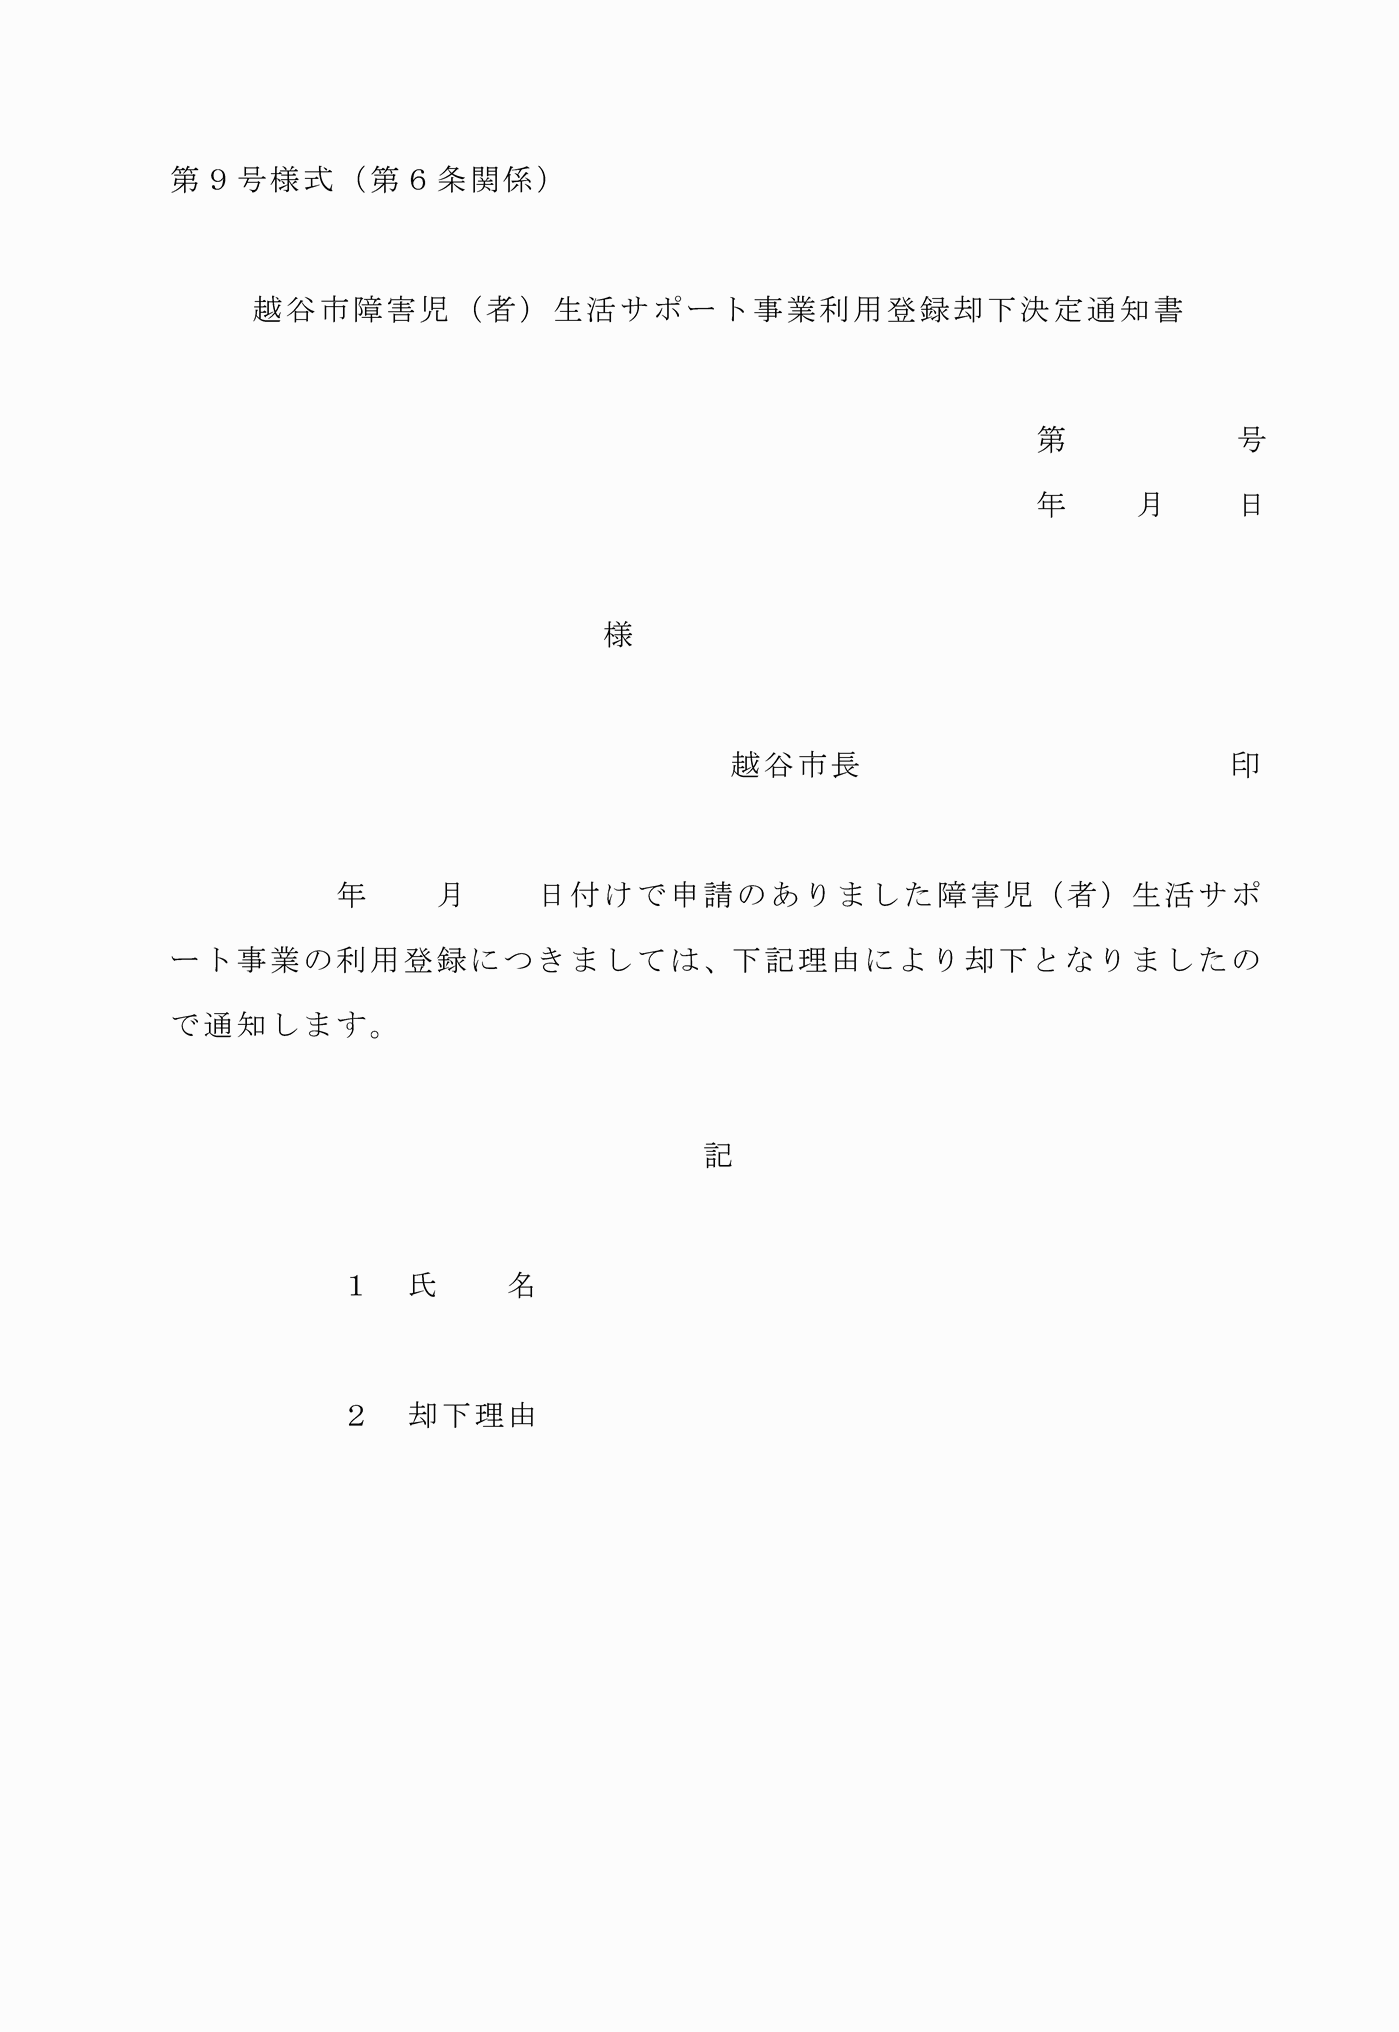 第９号様式（第６条関係）
越谷市障害児（者）生活サポート事業利用登録却下決定通知書
第　　　　　号
年　　月　　日
様
越谷市長　　　　　　　　　　　印
年　　月　　日付けで申請のありました障害児（者）生活サポ
ート事業の利用登録につきましては、下記理由により却下となりましたの
で通知します。
記
１　氏　　名
２　却下理由